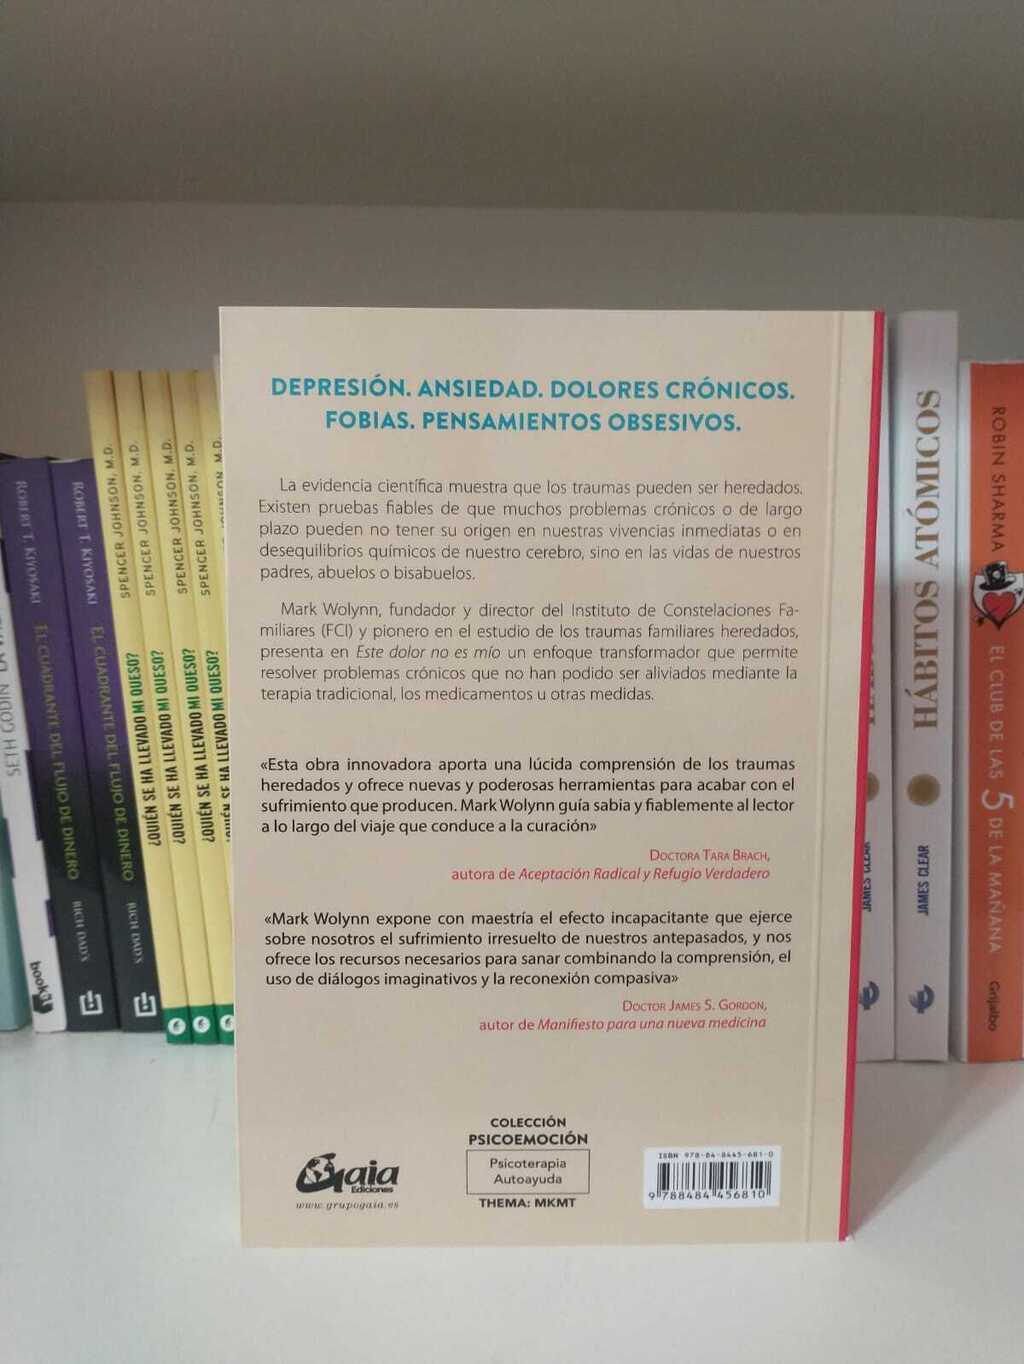 DEPRESIÓN. ANSIEDAD. DOLORES CRÓNICOS.
FOBIAS. PENSAMIENTOS OBSESIVOS.
La evidencia científica muestra que los traumas pueden ser heredados.
Existen pruebas fiables de que muchos problemas crónicos o de largo
plazo pueden no tener su origen en nuestras vivencias inmediatas o en
desequilibrios químicos de nuestro cerebro, sino en las vidas de nuestros
padres, abuelos o bisabuelos.
Mark Wolynn, fundador y director del Instituto de Constelaciones Fa-
miliares (FCI) y pionero en el estudio de los traumas familiares heredados,
presenta en Este dolor no es mío un enfoque transformador que permite
resolver problemas crónicos que no han podido ser aliviados mediante la
terapia tradicional, los medicamentos u otras medidas.
«Esta obra innovadora aporta una lúcida comprensión de los traumas
heredados y ofrece nuevas y poderosas herramientas para acabar con el
sufrimiento que producen. Mark Wolynn guía sabia y fiablemente al lector
a lo largo del viaje que conduce a la curación»
DOCTORA TARA BRACH,
autora de Aceptación Radical y Refugio Verdadero
«Mark Wolynn expone con maestría el efecto incapacitante que ejerce
sobre nosotros el sufrimiento irresuelto de nuestros antepasados, y nos
ofrece los recursos necesarios para sanar combinando la comprensión, el
uso de diálogos imaginativos y la reconexión compasiva»
DOCTOR JAMES S. GORDON,
autor de Manifiesto para una nueva medicina
Gaia
Ediciones
www.grupogaia.es
COLECCIÓN
PSICOEMOCIÓN
Psicoterapia
Autoayuda
THEMA: MKMT
ISBN 978-84-8445-681-0
9 788484 456810
SETH GODIN
book
ROBERT T. KIYOSAKI EL CUADRANTE DEL FLUJO DE DINERO RICH DAD'S
ROBERT T. KIYOSAKI EL CUADRANTE DEL FLUJO DE DINERO RICH DAD'S
SPENCER JOHNSON, M.D. ¿QUIÉN SE HA LLEVADO MI QUESO?
SPENCER JOHNSON, M.D. ¿QUIÉN SE HA LLEVADO MI QUESO?
SPENCER JOHNSON, M.D. ¿QUIÉN SE HA LLEVADO MI QUESO?
SPENCER JOHNSON, M.D. ¿QUIÉN SE HA LLEVADO MI QUESO?
JAMES CLEAR
HÁBITOS ATÓMICOS JAMES CLEAR
ROBIN SHARMA EL CLUB DE LAS 5 DE LA MAÑANA Grijalbo